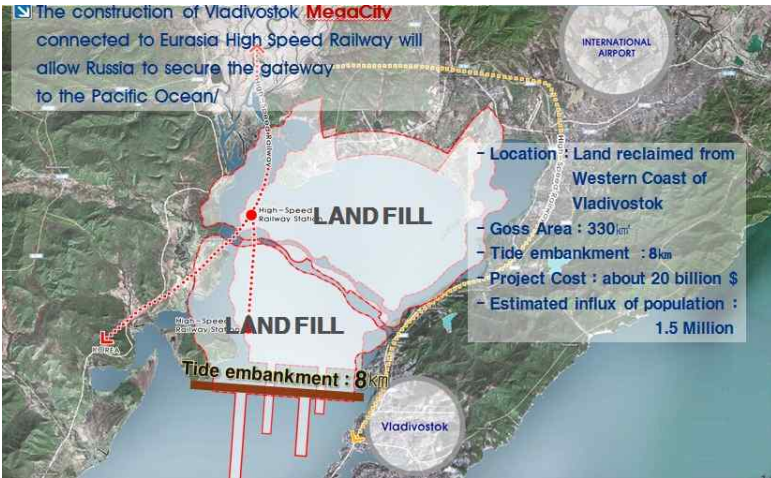 The construction of Vladivostok MegaCity
connected to Eurasia High Speed Railway will
allow Russia to secure the gateway
to the Pacific Ocean/
INTERNATIONAL
AIRPORT
- Location : Land reclaimed from
Western Coast of
Vladivostok
- Goss Area : 330㎢
- Tide embankment : 8㎞
- Project Cost : about 20 billion $
- Estimated influx of population :
1.5 Million
High-Speed
Railway Station
LAND FILL
High-Speed
Railway Station
LAND FILL
KOREA
Tide embankment : 8㎞
Vladivostok